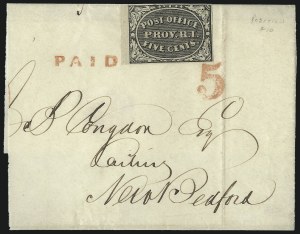 POST OFFICE
PROV. R.I.
FIVE CENTS.
PAID
5
S Congdon Esq
New Bedford